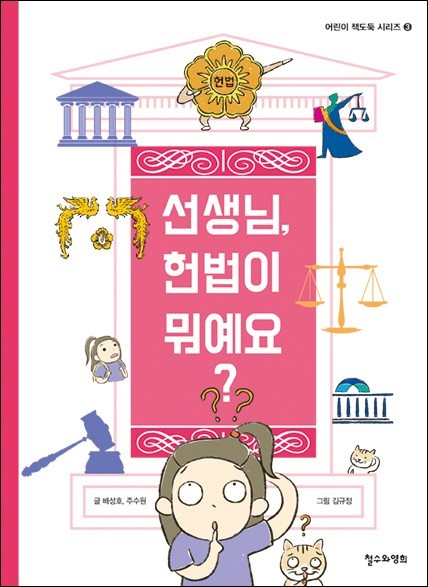 어린이 책도둑 시리즈 3
헌법
선생님,
헌법이
뭐예요
?
? ?
글 배성호, 주수원
그림 김규정
?
철수와영희